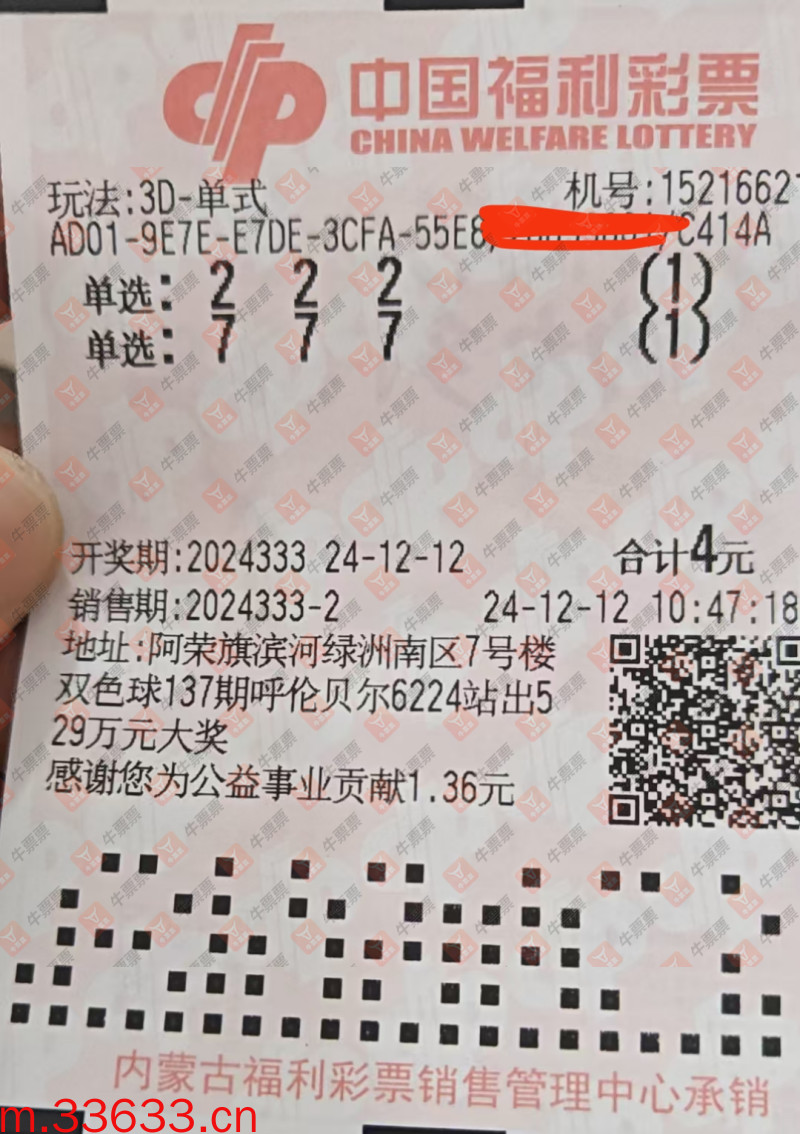 中国福利彩票
CHINA WELFARE LOTTERY
玩法:3D-单式 机号:15216621
AD01-9E7E-E7DE-3CFA-55E8/ /C414A
单选: 2 2 2 (1)
单选: 7 7 7 (1)
开奖期:2024333 24-12-12 合计4元
销售期:2024333-2 24-12-12 10:47:18
地址:阿荣旗滨河绿洲南区7号楼
双色球137期呼伦贝尔6224站出5
29万元大奖
感谢您为公益事业贡献1.36元
内蒙古福利彩票销售管理中心承销
m.33633.cn
牛票票